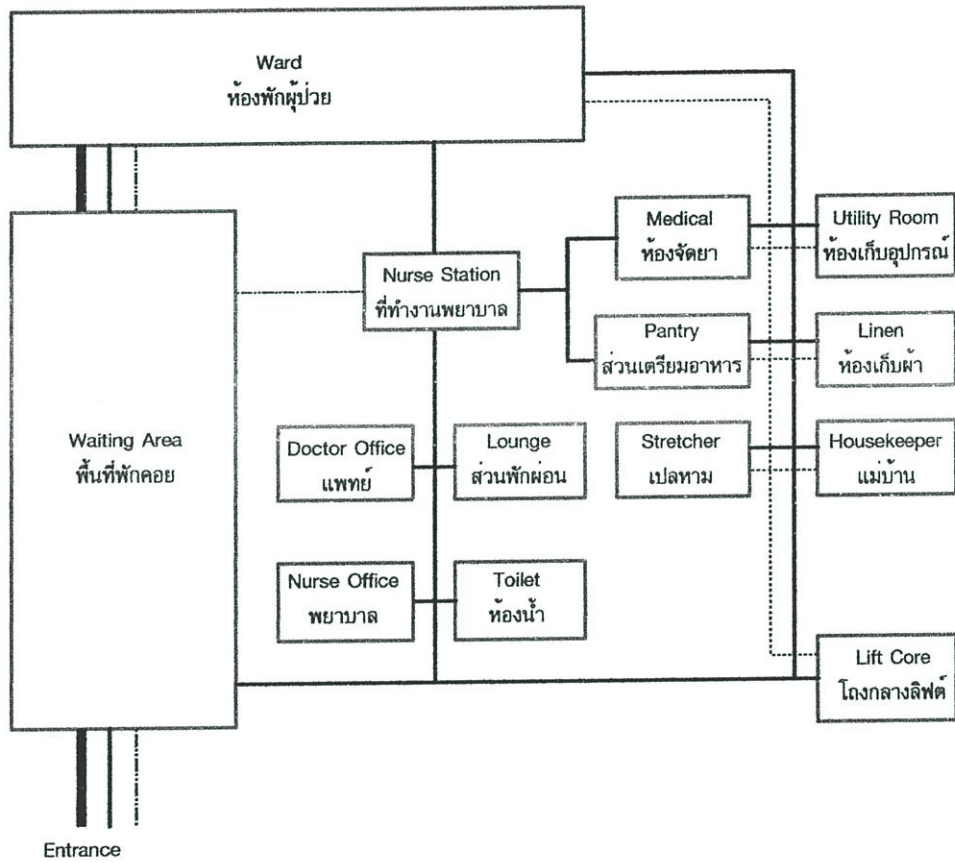 Ward
ห้องพักผู้ป่วย
Medical
ห้องจัดยา
Utility Room
ห้องเก็บอุปกรณ์
Nurse Station
ที่ทำงานพยาบาล
Pantry
ส่วนเตรียมอาหาร
Linen
ห้องเก็บผ้า
Waiting Area
พื้นที่พักคอย
Doctor Office
แพทย์
Lounge
ส่วนพักผ่อน
Stretcher
เปลหาม
Housekeeper
แม่บ้าน
Nurse Office
พยาบาล
Toilet
ห้องน้ำ
Lift Core
โถงกลางลิฟต์
Entrance